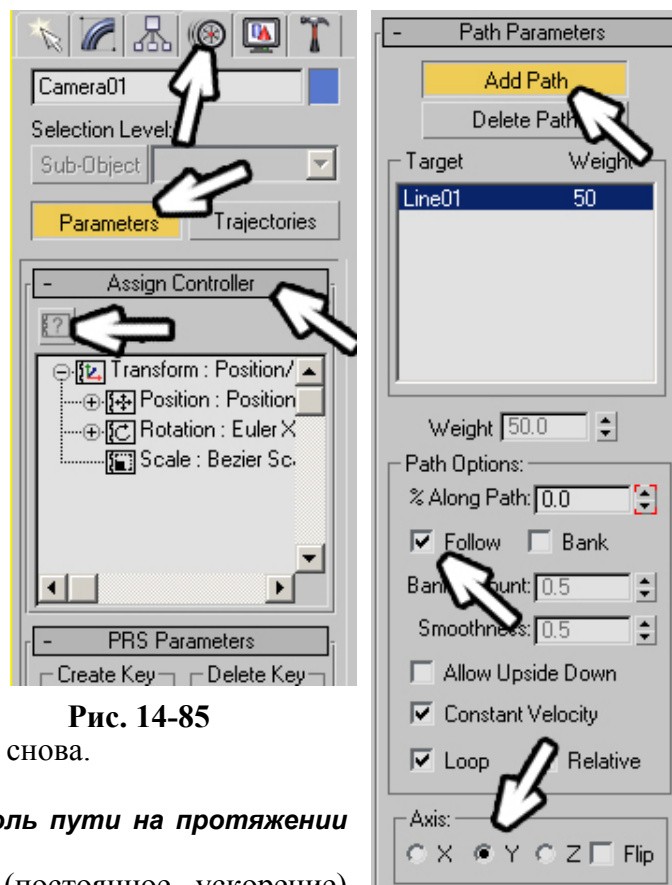 Camera01
Selection Level:
Sub-Object
Parameters
Trajectories
- Assign Controller
?
Transform : Position/
Position : Position
Rotation : Euler X
Scale : Bezier Sc
- PRS Parameters
Create Key
Delete Key
Рис. 14-85
снова.
пути на протяжении
(постоянное ускорение)
- Path Parameters
Add Path
Delete Path
Target Weight
Line01 50
Weight 50.0
Path Options:
% Along Path: 0.0
Follow Bank
0.5
Smoothness: 0.5
Allow Upside Down
Constant Velocity
Loop Relative
Axis:
X Y Z Flip